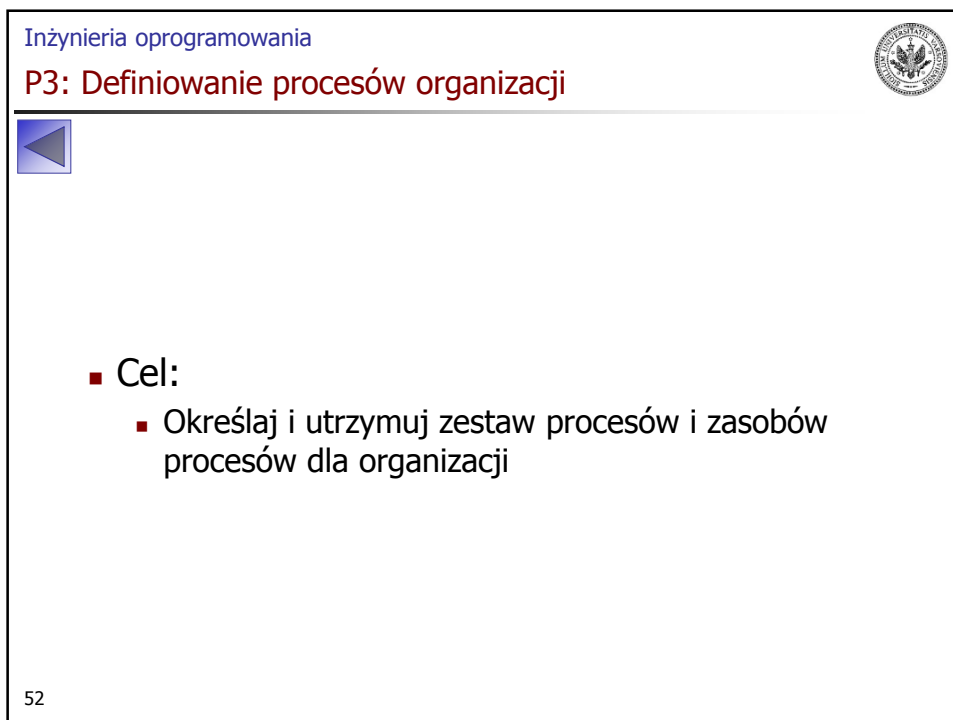 Inżynieria oprogramowania
P3: Definiowanie procesów organizacji
Cel:
Określaj i utrzymuj zestaw procesów i zasobów
procesów dla organizacji
52